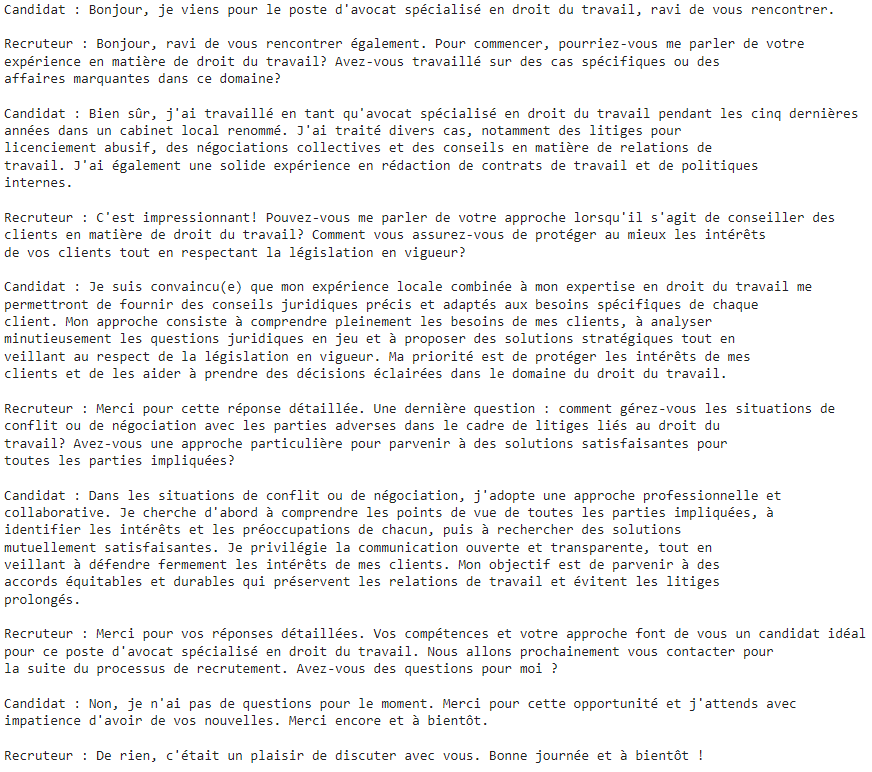 Candidat : Bonjour, je viens pour le poste d'avocat spécialisé en droit du travail, ravi de vous rencontrer.
Recruteur : Bonjour, ravi de vous rencontrer également. Pour commencer, pourriez-vous me parler de votre
expérience en matière de droit du travail? Avez-vous travaillé sur des cas spécifiques ou des
affaires marquantes dans ce domaine?
Candidat : Bien sûr, j'ai travaillé en tant qu'avocat spécialisé en droit du travail pendant les cinq dernières
années dans un cabinet local renommé. J'ai traité divers cas, notamment des litiges pour
licenciement abusif, des négociations collectives et des conseils en matière de relations de
travail. J'ai également une solide expérience en rédaction de contrats de travail et de politiques
internes.
Recruteur : C'est impressionnant! Pouvez-vous me parler de votre approche lorsqu'il s'agit de conseiller des
clients en matière de droit du travail? Comment vous assurez-vous de protéger au mieux les intérêts
de vos clients tout en respectant la législation en vigueur?
Candidat : Je suis convaincu(e) que mon expérience locale combinée à mon expertise en droit du travail me
permettront de fournir des conseils juridiques précis et adaptés aux besoins spécifiques de chaque
client. Mon approche consiste à comprendre pleinement les besoins de mes clients, à analyser
minutieusement les questions juridiques en jeu et à proposer des solutions stratégiques tout en
veillant au respect de la législation en vigueur. Ma priorité est de protéger les intérêts de mes
clients et de les aider à prendre des décisions éclairées dans le domaine du droit du travail.
Recruteur : Merci pour cette réponse détaillée. Une dernière question : comment gérez-vous les situations de
conflit ou de négociation avec les parties adverses dans le cadre de litiges liés au droit du
travail? Avez-vous une approche particulière pour parvenir à des solutions satisfaisantes pour
toutes les parties impliquées?
Candidat : Dans les situations de conflit ou de négociation, j'adopte une approche professionnelle et
collaborative. Je cherche d'abord à comprendre les points de vue de toutes les parties impliquées, à
identifier les intérêts et les préoccupations de chacun, puis à rechercher des solutions
mutuellement satisfaisantes. Je privilégie la communication ouverte et transparente, tout en
veillant à défendre fermement les intérêts de mes clients. Mon objectif est de parvenir à des
accords équitables et durables qui préservent les relations de travail et évitent les litiges
prolongés.
Recruteur : Merci pour vos réponses détaillées. Vos compétences et votre approche font de vous un candidat idéal
pour ce poste d'avocat spécialisé en droit du travail. Nous allons prochainement vous contacter pour
la suite du processus de recrutement. Avez-vous des questions pour moi ?
Candidat : Non, je n'ai pas de questions pour le moment. Merci pour cette opportunité et j'attends avec
impatience d'avoir de vos nouvelles. Merci encore et à bientôt.
Recruteur : De rien, c'était un plaisir de discuter avec vous. Bonne journée et à bientôt !